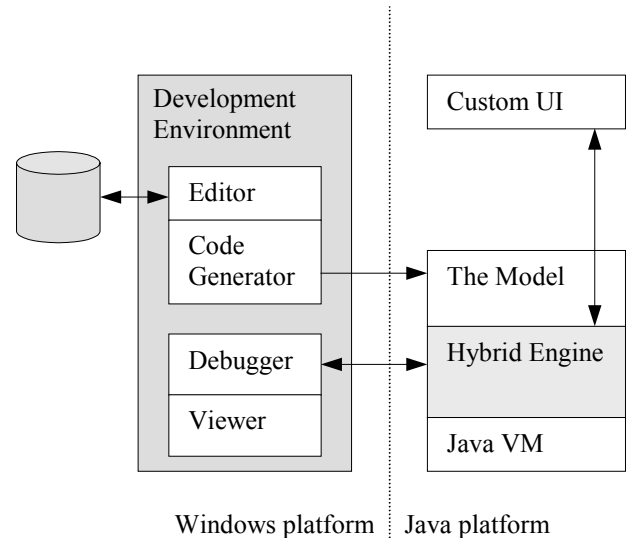 Development
Environment
Editor
Code
Generator
Debugger
Viewer
Custom UI
The Model
Hybrid Engine
Java VM
Windows platform
Java platform